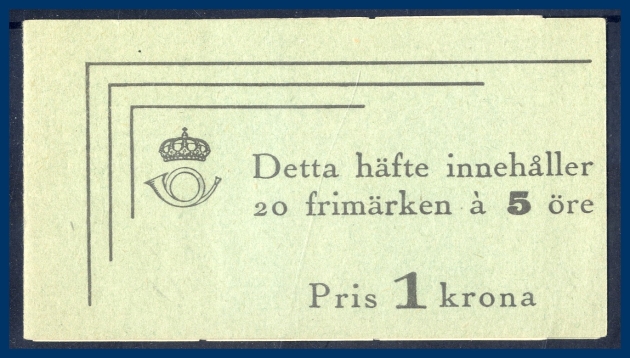 Detta häfte innehåller
20 frimärken à 5 öre
Pris 1 krona